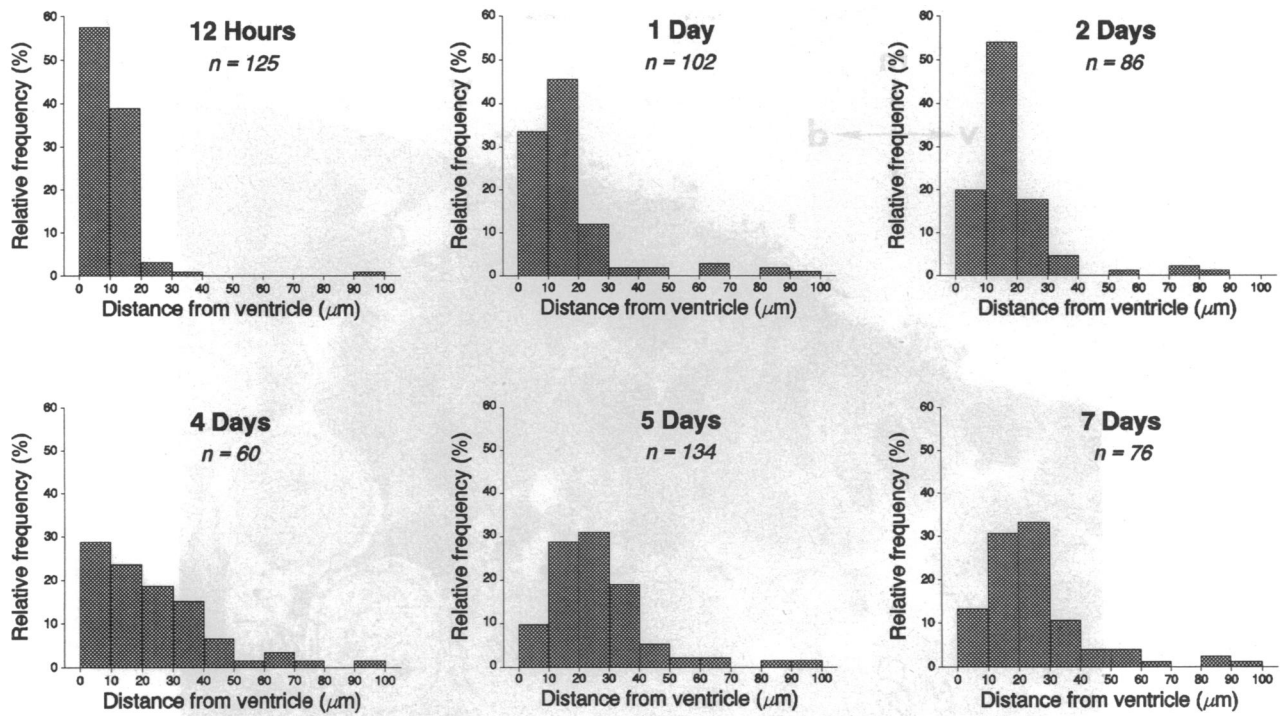 12 Hours
n = 125
Relative frequency (%)
60
50
40
30
20
10
0
0 10 20 30 40 50 60 70 80 90 100
Distance from ventricle (μm)
1 Day
n = 102
Relative frequency (%)
60
50
40
30
20
10
0
0 10 20 30 40 50 60 70 80 90 100
Distance from ventricle (μm)
2 Days
n = 86
Relative frequency (%)
60
50
40
30
20
10
0
0 10 20 30 40 50 60 70 80 90 100
Distance from ventricle (μm)
4 Days
n = 60
Relative frequency (%)
60
50
40
30
20
10
0
0 10 20 30 40 50 60 70 80 90 100
Distance from ventricle (μm)
5 Days
n = 134
Relative frequency (%)
60
50
40
30
20
10
0
0 10 20 30 40 50 60 70 80 90 100
Distance from ventricle (μm)
7 Days
n = 76
Relative frequency (%)
60
50
40
30
20
10
0
0 10 20 30 40 50 60 70 80 90 100
Distance from ventricle (μm)